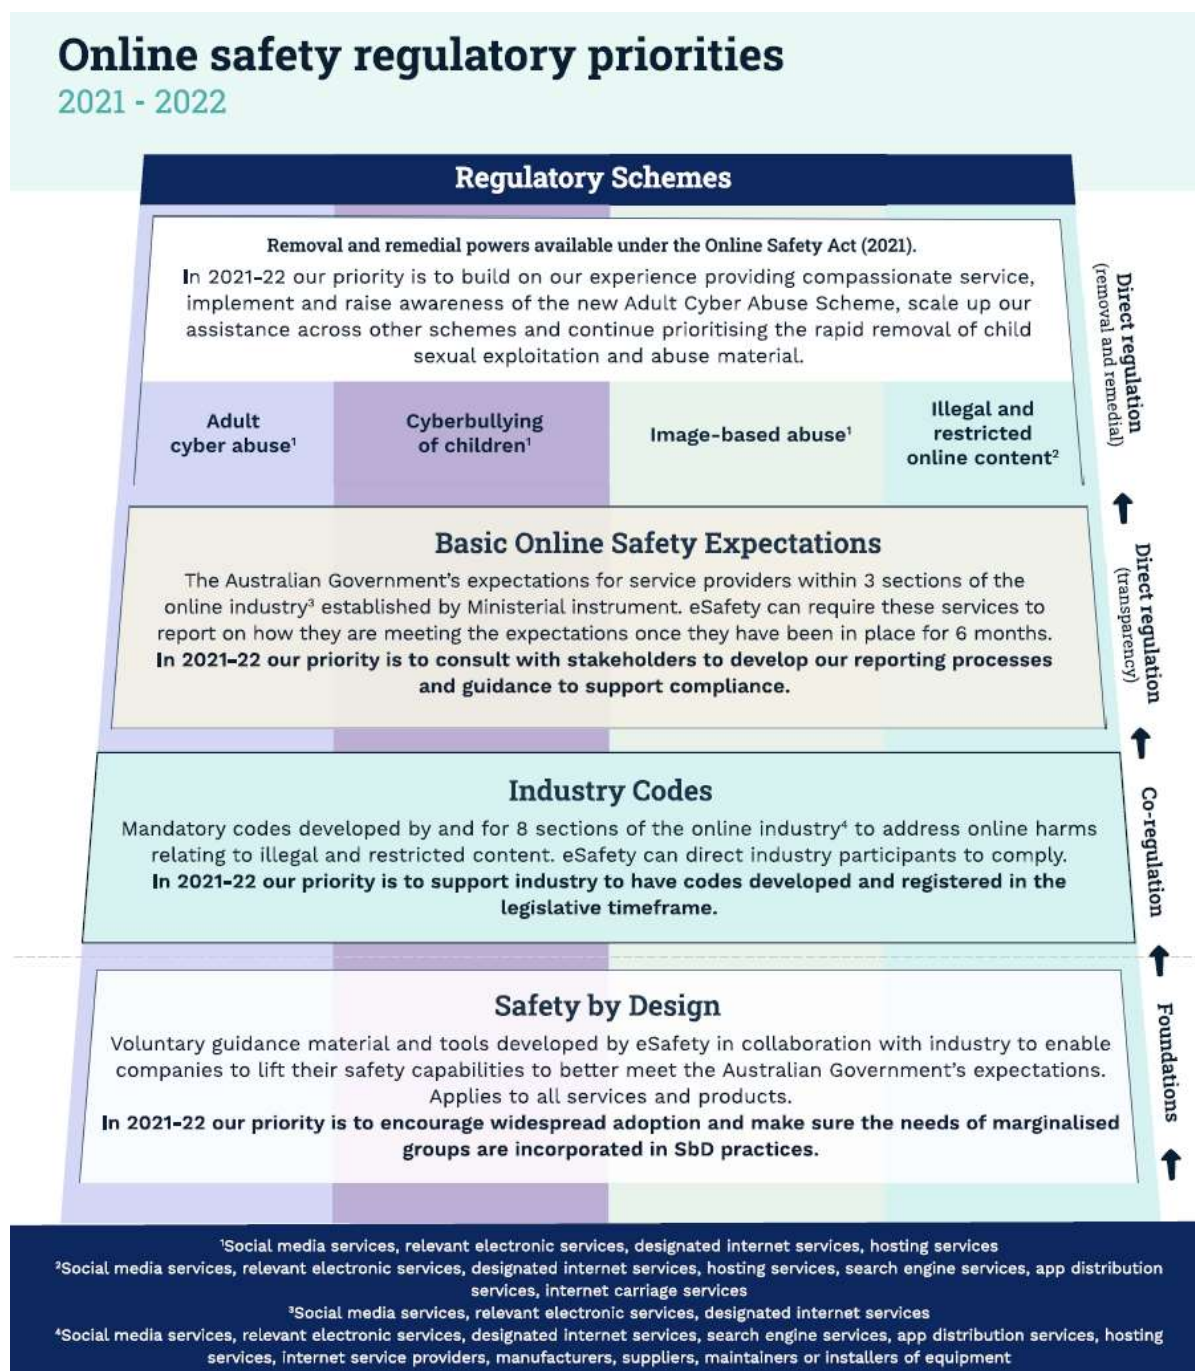 Online safety regulatory priorities
2021 - 2022
Regulatory Schemes
Removal and remedial powers available under the Online Safety Act (2021).
In 2021-22 our priority is to build on our experience providing compassionate service,
implement and raise awareness of the new Adult Cyber Abuse Scheme, scale up our
assistance across other schemes and continue prioritising the rapid removal of child
sexual exploitation and abuse material.
Adult
cyber abuse¹
Cyberbullying
of children¹
Image-based abuse¹
Illegal and
restricted
online content²
Direct regulation
(removal and remedial)
Basic Online Safety Expectations
The Australian Government's expectations for service providers within 3 sections of the
online industry³ established by Ministerial instrument. eSafety can require these services to
report on how they are meeting the expectations once they have been in place for 6 months.
In 2021-22 our priority is to consult with stakeholders to develop our reporting processes
and guidance to support compliance.
Direct regulation
(transparency)
Industry Codes
Mandatory codes developed by and for 8 sections of the online industry⁴ to address online harms
relating to illegal and restricted content. eSafety can direct industry participants to comply.
In 2021-22 our priority is to support industry to have codes developed and registered in the
legislative timeframe.
Co-regulation
Safety by Design
Voluntary guidance material and tools developed by eSafety in collaboration with industry to enable
companies to lift their safety capabilities to better meet the Australian Government's expectations.
Applies to all services and products.
In 2021-22 our priority is to encourage widespread adoption and make sure the needs of marginalised
groups are incorporated in SbD practices.
Foundations
¹Social media services, relevant electronic services, designated internet services, hosting services
²Social media services, relevant electronic services, designated internet services, hosting services, search engine services, app distribution
services, internet carriage services
³Social media services, relevant electronic services, designated internet services
⁴Social media services, relevant electronic services, designated internet services, search engine services, app distribution services, hosting
services, internet service providers, manufacturers, suppliers, maintainers or installers of equipment